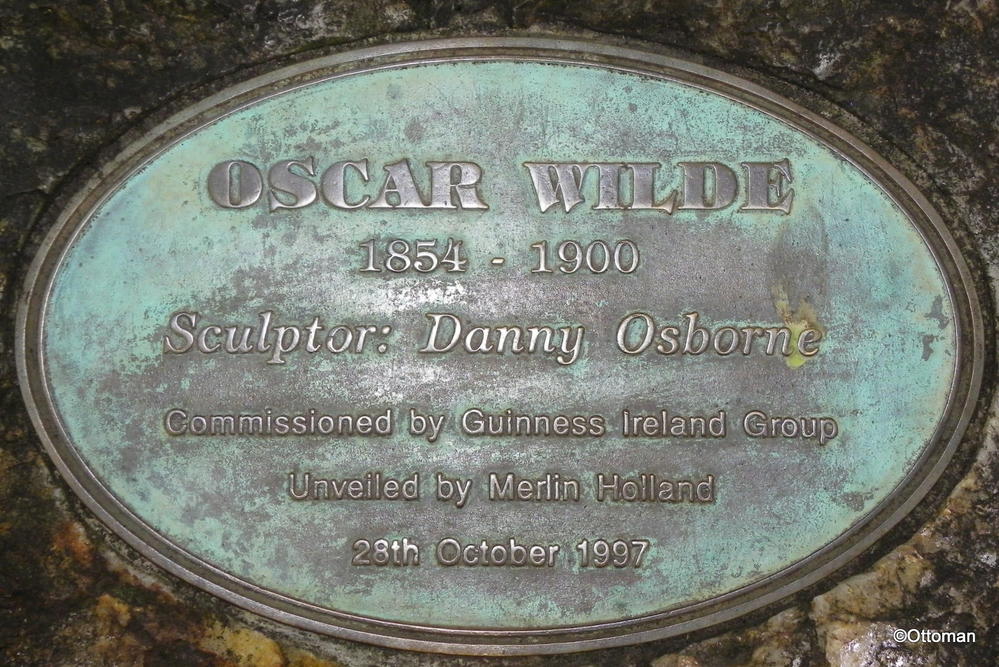 OSCAR WILDE
1854 - 1900
Sculptor: Danny Osborne
Commissioned by Guinness Ireland Group
Unveiled by Merlin Holland
28th October 1997
©Ottoman